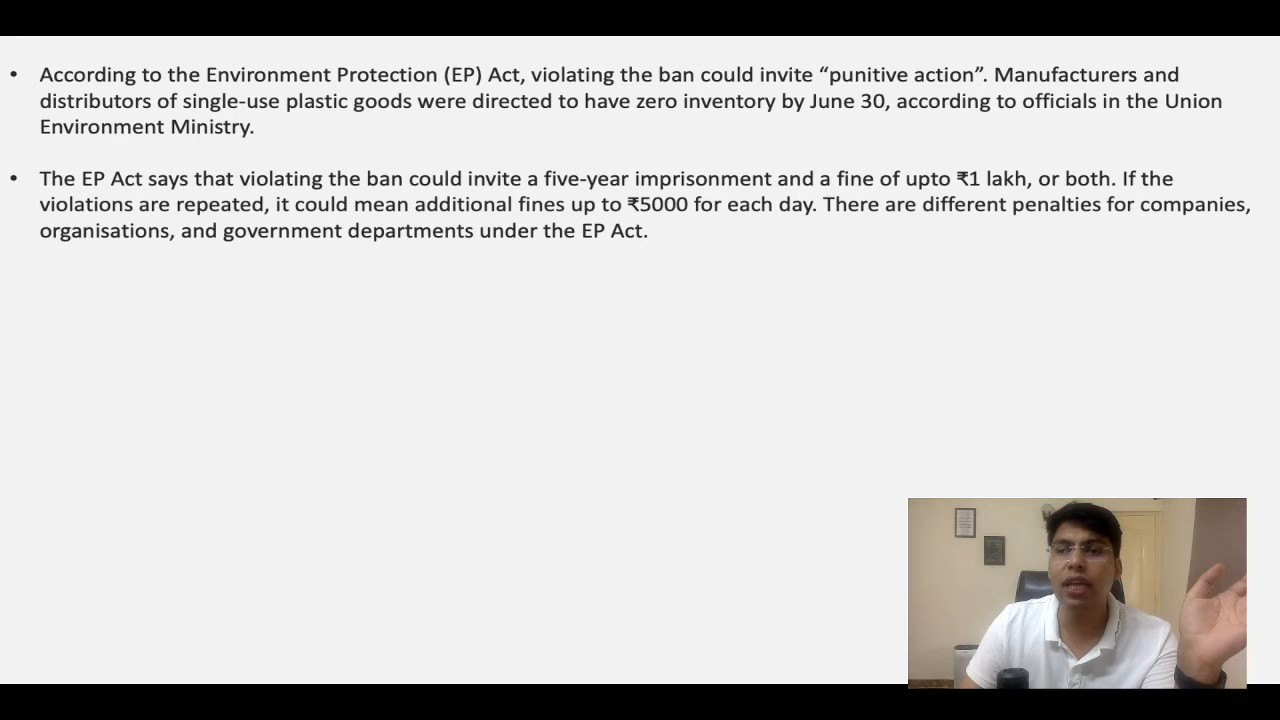 • According to the Environment Protection (EP) Act, violating the ban could invite “punitive action”. Manufacturers and
distributors of single-use plastic goods were directed to have zero inventory by June 30, according to officials in the Union
Environment Ministry.
• The EP Act says that violating the ban could invite a five-year imprisonment and a fine of upto ₹1 lakh, or both. If the
violations are repeated, it could mean additional fines up to ₹5000 for each day. There are different penalties for companies,
organisations, and government departments under the EP Act.